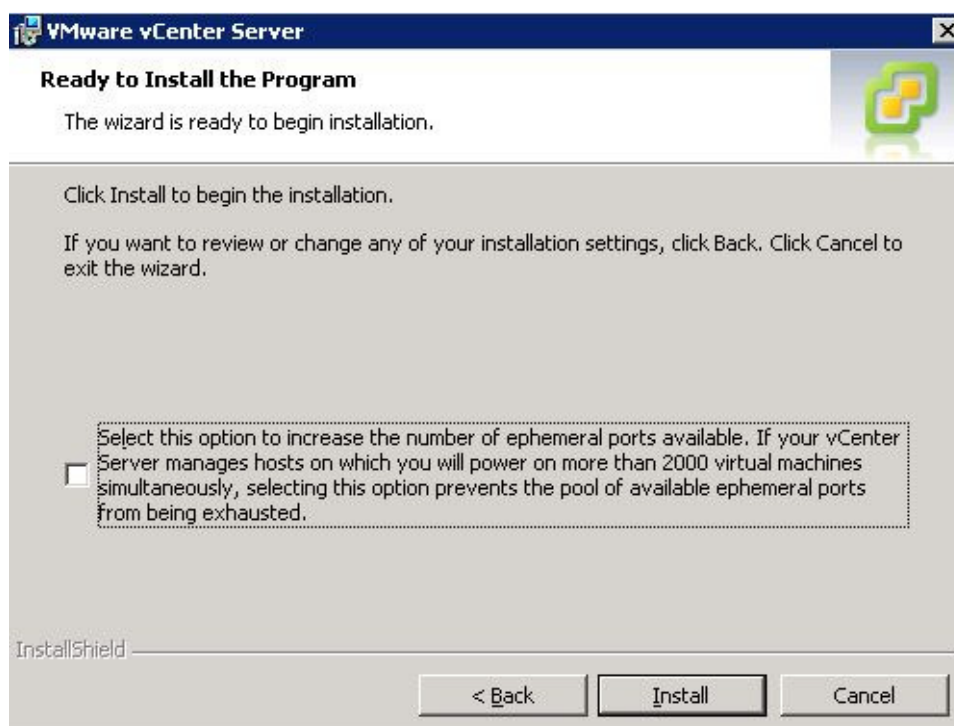 VMware vCenter Server
Ready to Install the Program
The wizard is ready to begin installation.
Click Install to begin the installation.
If you want to review or change any of your installation settings, click Back. Click Cancel to
exit the wizard.
Select this option to increase the number of ephemeral ports available. If your vCenter
Server manages hosts on which you will power on more than 2000 virtual machines
simultaneously, selecting this option prevents the pool of available ephemeral ports
from being exhausted.
InstallShield
< Back
Install
Cancel